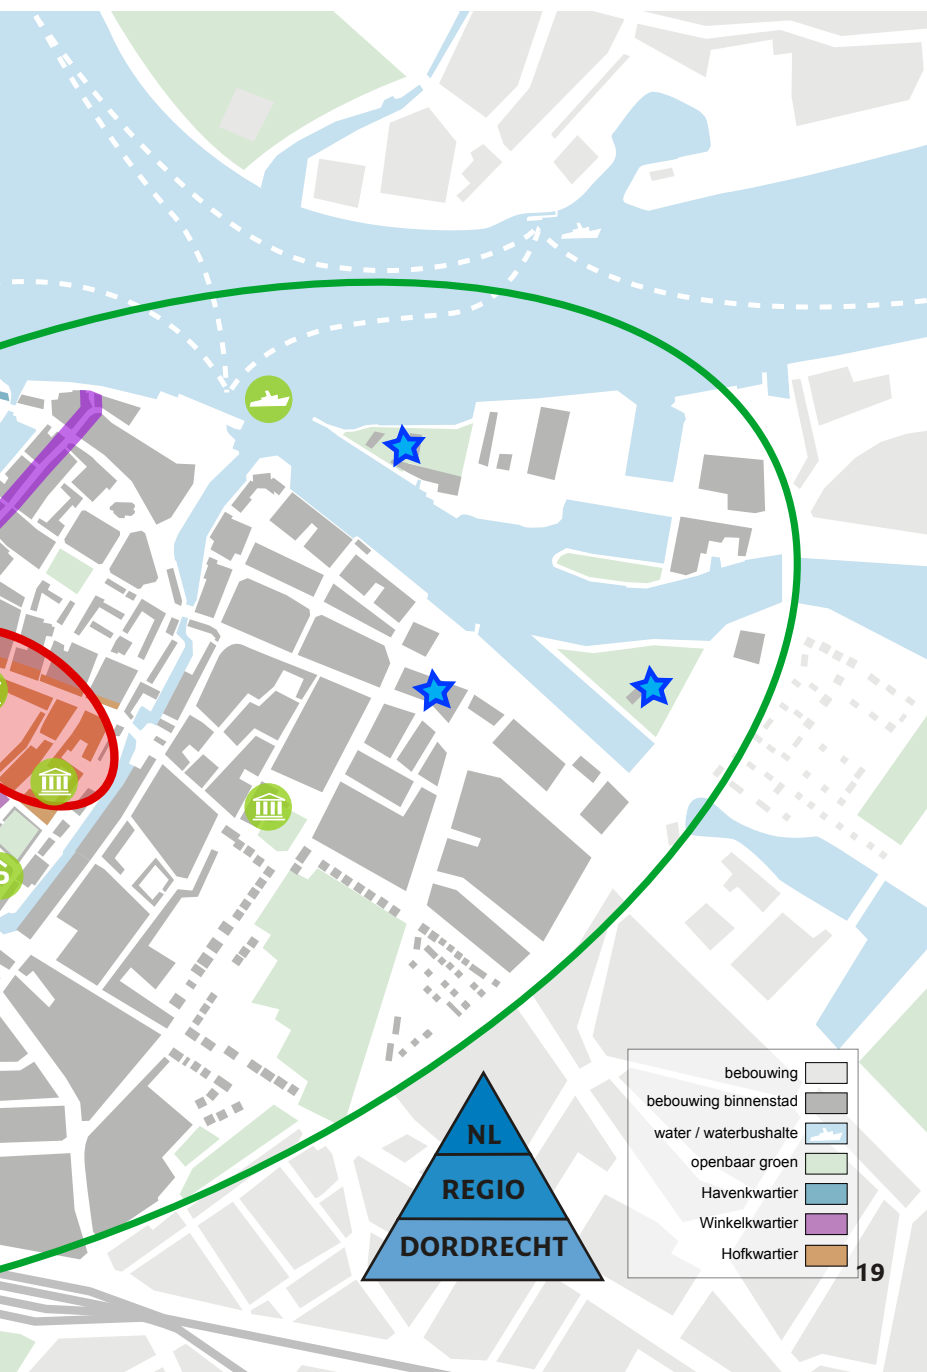 NL
REGIO
DORDRECHT
bebouwing
bebouwing binnenstad
water / waterbushalte
openbaar groen
Havenkwartier
Winkelkwartier
Hofkwartier
19